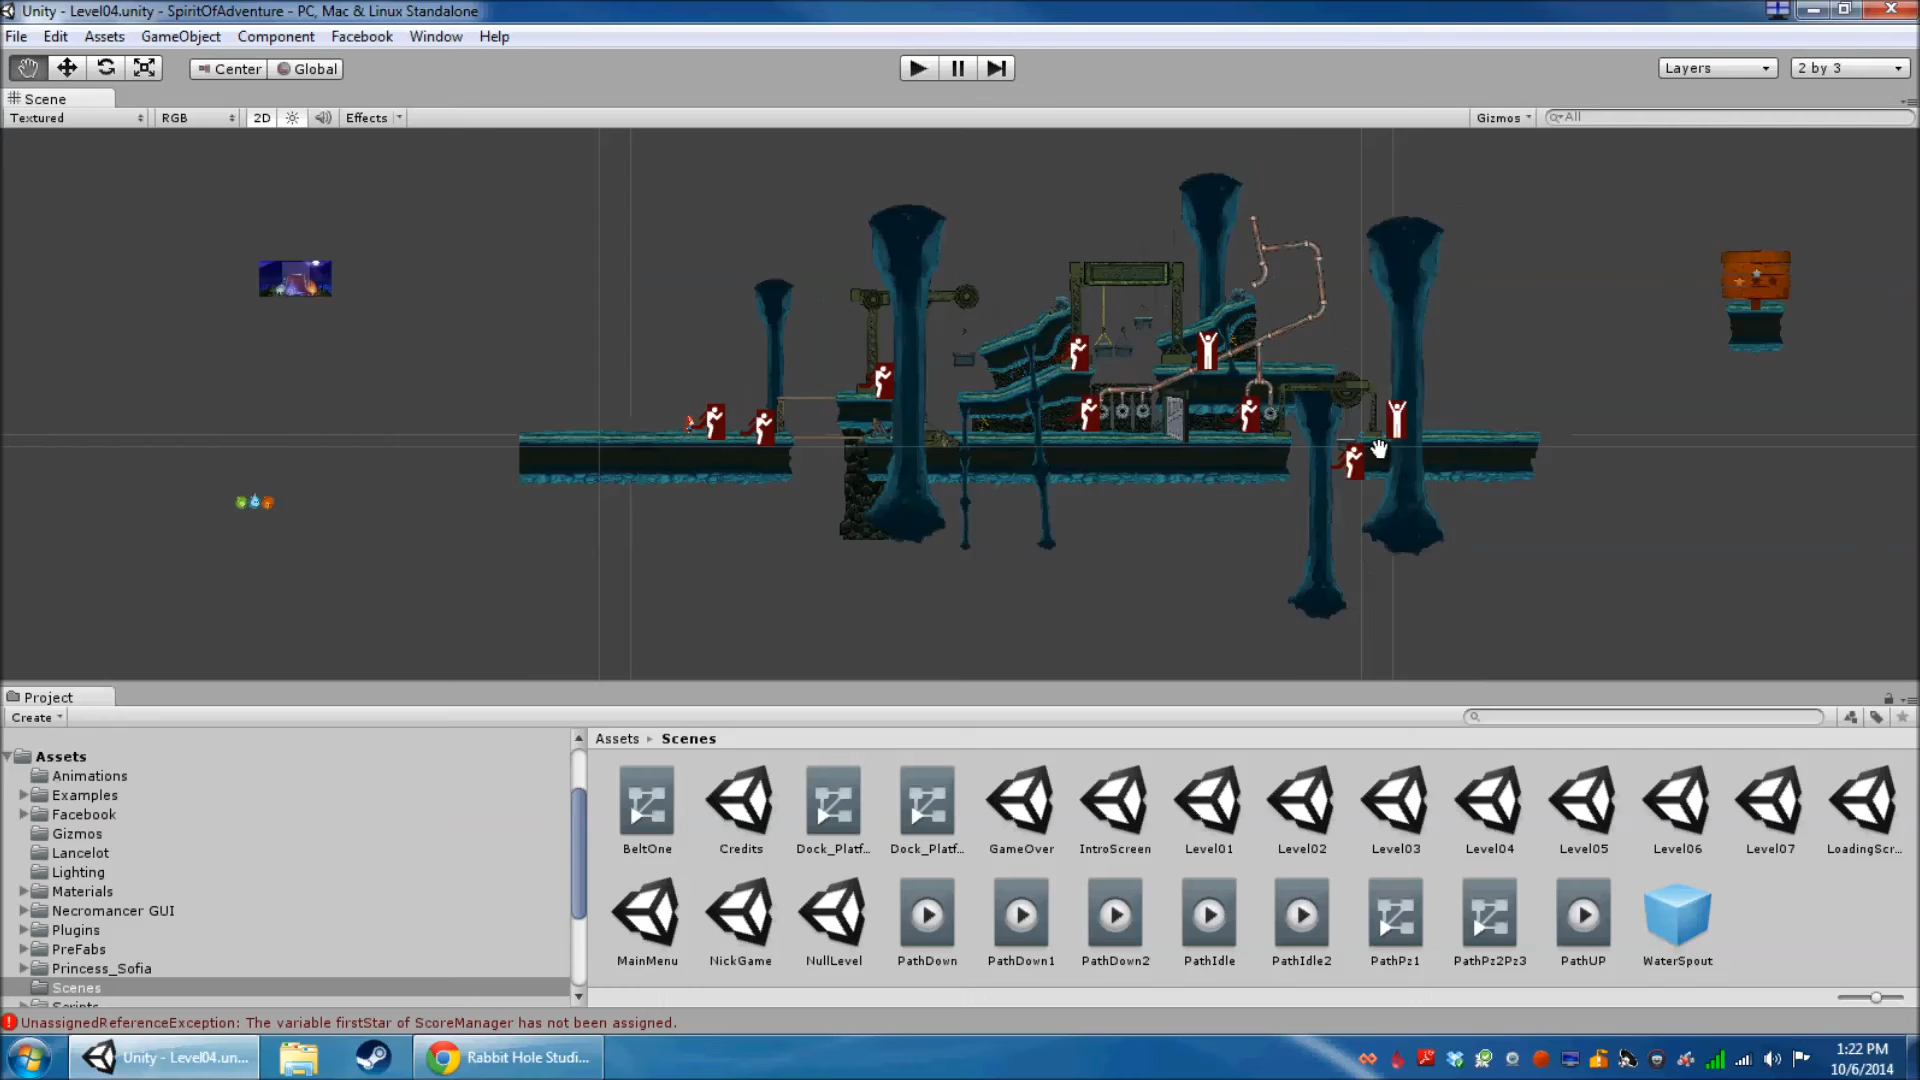 Unity - Level04.unity - SpiritOfAdventure - PC, Mac & Linux Standalone
File Edit Assets GameObject Component Facebook Window Help
Center Global Layers 2 by 3
Scene
Textured RGB 2D Effects Gizmos All
Project
Create
Assets
Animations
Examples
Facebook
Gizmos
Lancelot
Lighting
Materials
Necromancer GUI
Plugins
PreFabs
Princess_Sofia
Scenes
Scripts
Assets Scenes
BeltOne Credits Dock_Platf... Dock_Platf... GameOver IntroScreen Level01 Level02 Level03 Level04 Level05 Level06 Level07 LoadingScr...
MainMenu NickGame NullLevel PathDown PathDown1 PathDown2 PathIdle PathIdle2 PathPz1 PathPz2Pz3 PathUP WaterSpout
UnassignedReferenceException: The variable firstStar of ScoreManager has not been assigned.
Unity - Level04.un... Rabbit Hole Studi...
1:22 PM
10/6/2014